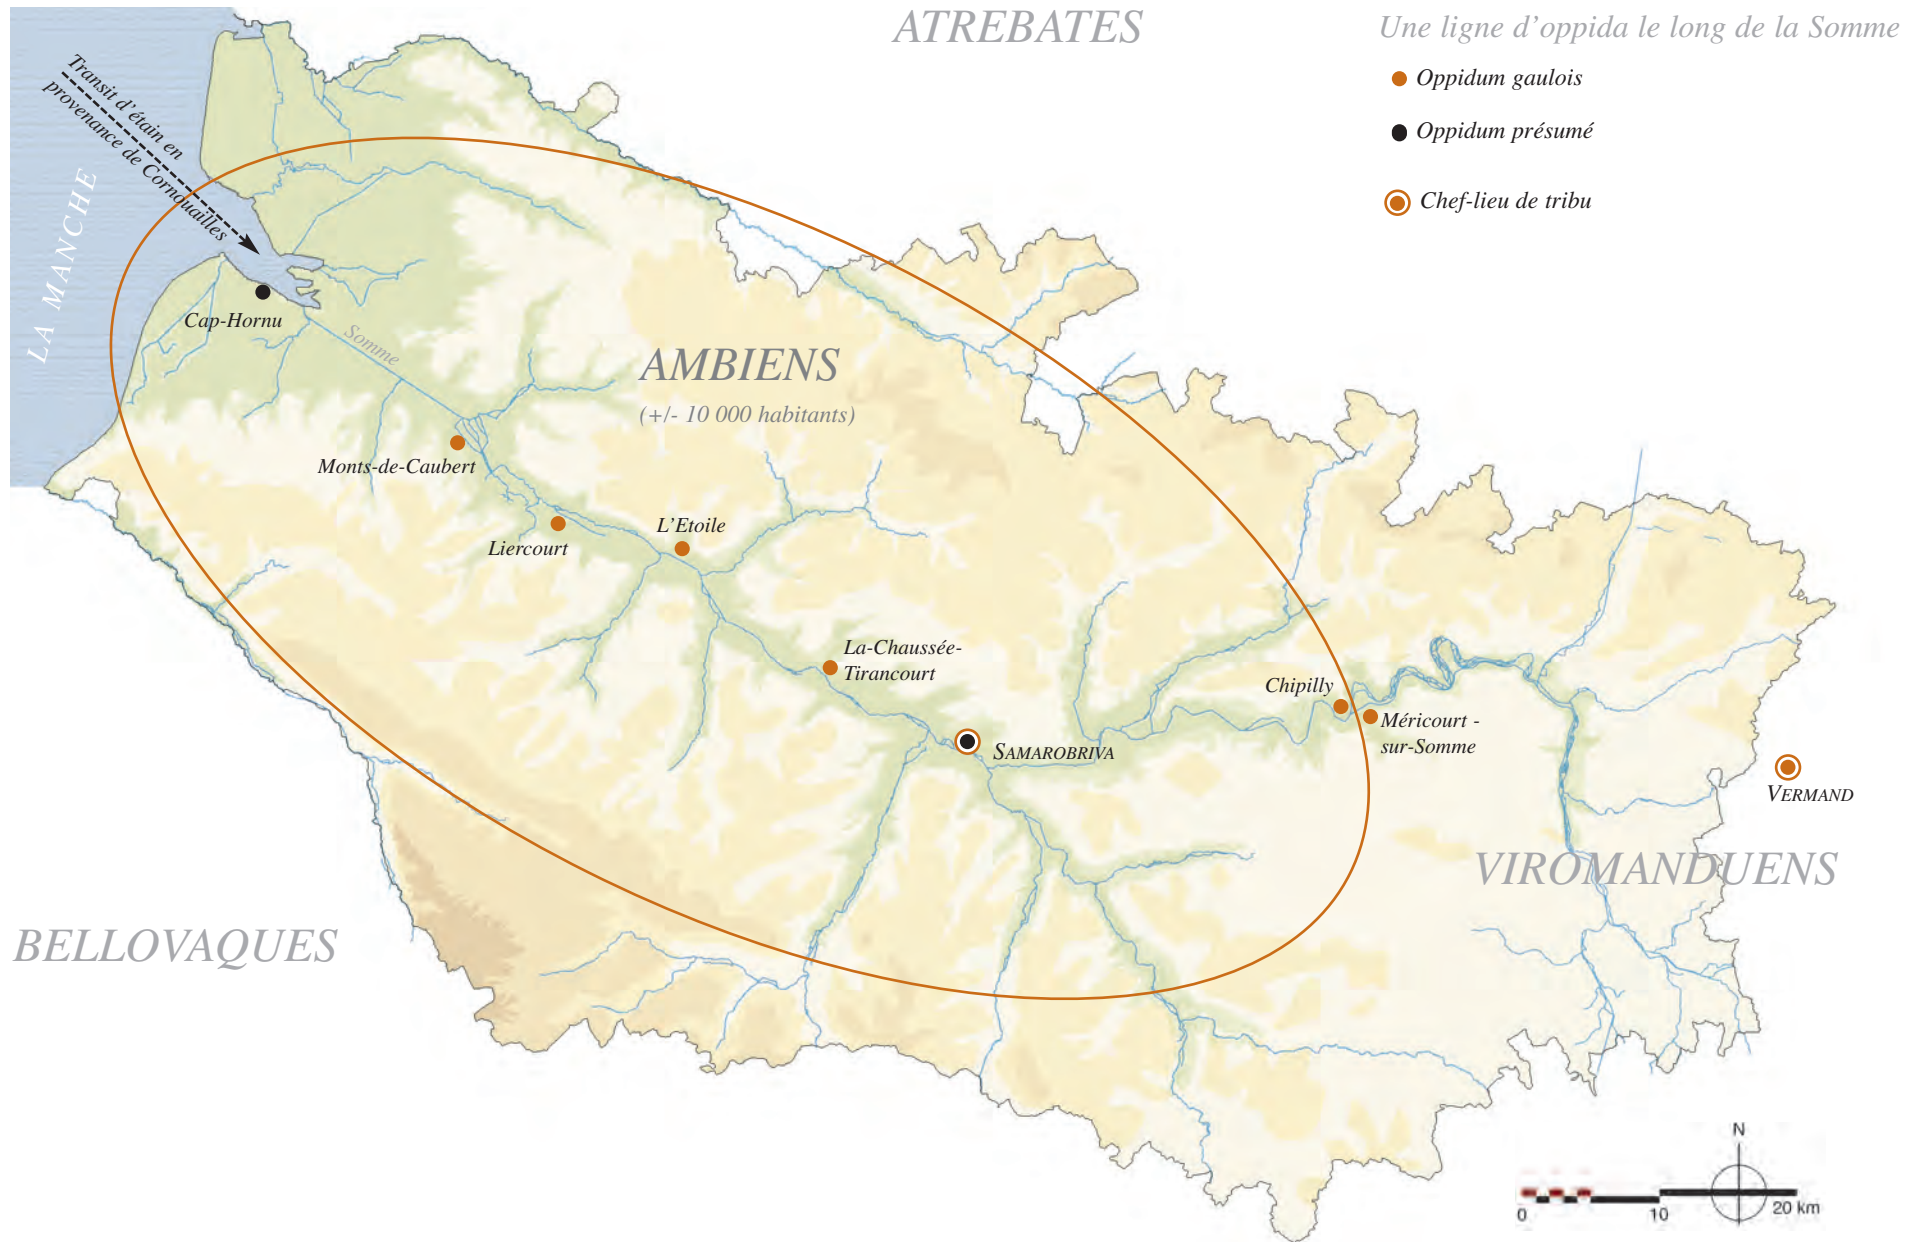 ATREBATES
Une ligne d'oppida le long de la Somme
Oppidum gaulois
Oppidum présumé
Chef-lieu de tribu
Transit d'étain en
provenance de Cornouailles
LA MANCHE
Cap-Hornu
Somme
AMBIENS
(+/- 10 000 habitants)
Monts-de-Caubert
Liercourt
L'Etoile
La-Chaussée-
Tirancourt
SAMAROBRIVA
Chipilly
Méricourt -
sur-Somme
VERMAND
VIROMANDUENS
BELLOVAQUES
N
0 10 20 km